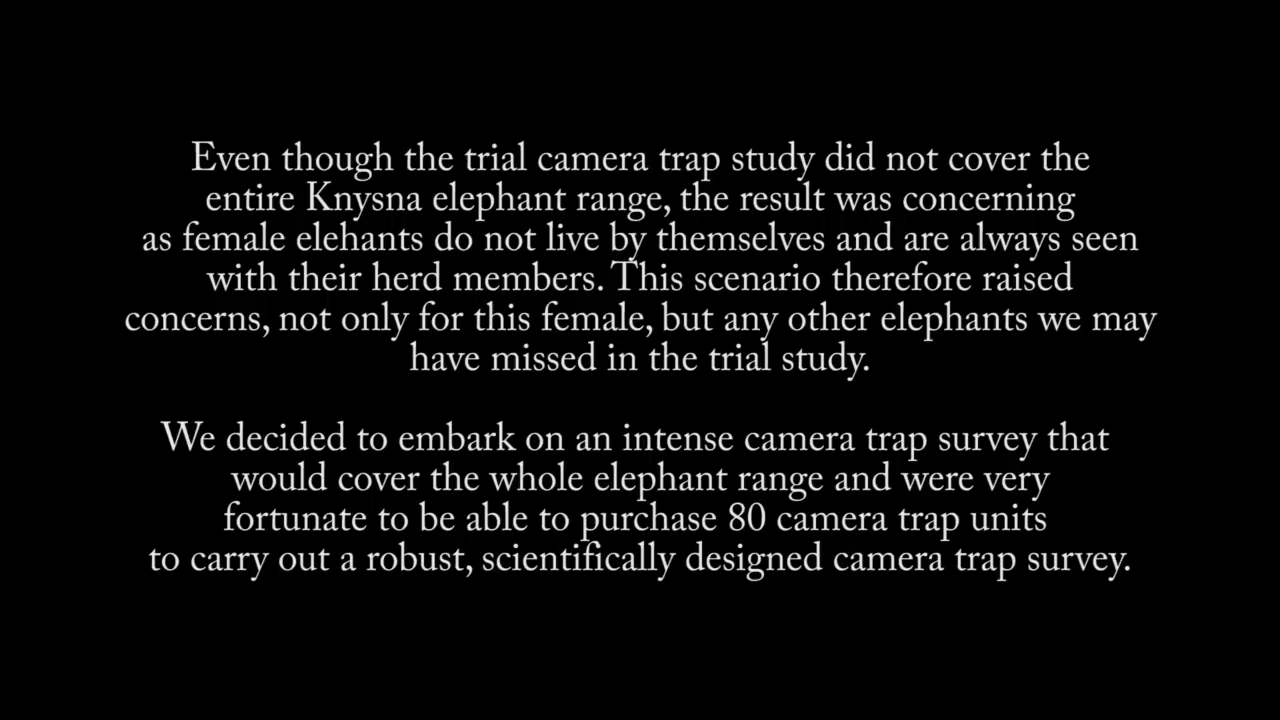 Even though the trial camera trap study did not cover the
entire Knysna elephant range, the result was concerning
as female elehants do not live by themselves and are always seen
with their herd members. This scenario therefore raised
concerns, not only for this female, but any other elephants we may
have missed in the trial study.
We decided to embark on an intense camera trap survey that
would cover the whole elephant range and were very
fortunate to be able to purchase 80 camera trap units
to carry out a robust, scientifically designed camera trap survey.